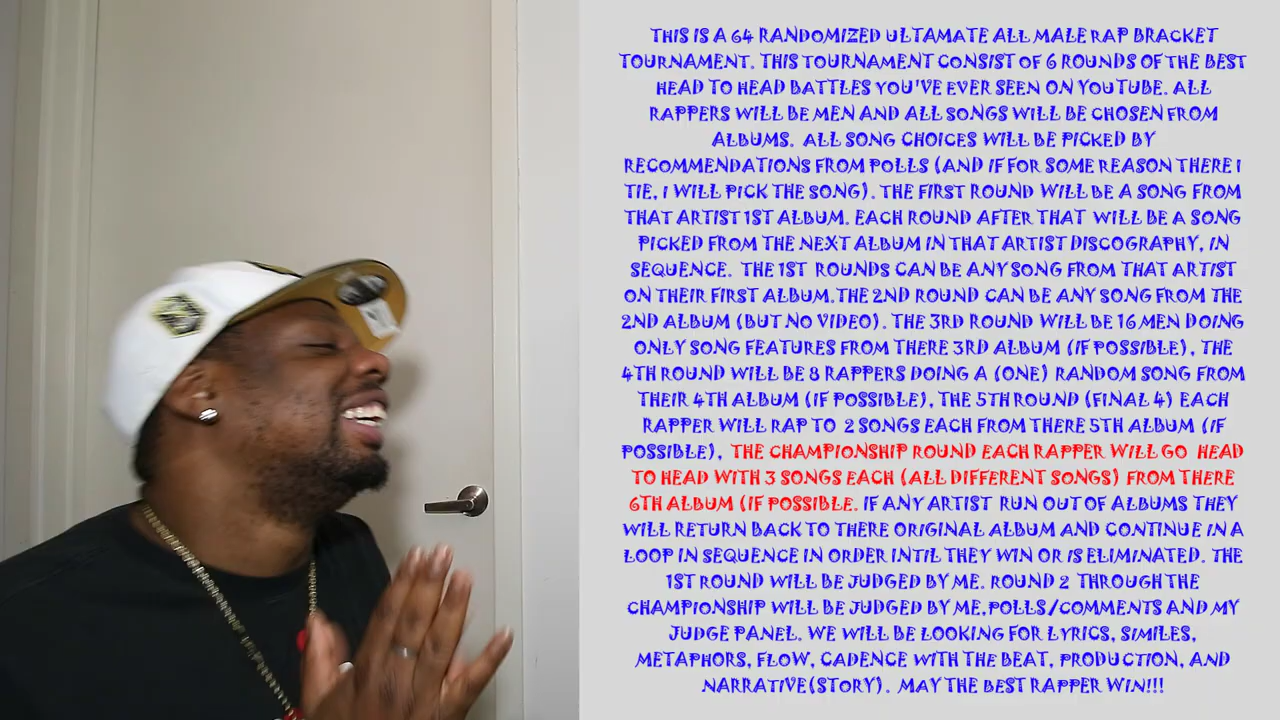 THIS IS A 64 RANDOMIZED ULTAMATE ALL MALE RAP BRACKET
TOURNAMENT. THIS TOURNAMENT CONSIST OF 6 ROUNDS OF THE BEST
HEAD TO HEAD BATTLES YOU'VE EVER SEEN ON YOUTUBE. ALL
RAPPERS WILL BE MEN AND ALL SONGS WILL BE CHOSEN FROM
ALBUMS. ALL SONG CHOICES WILL BE PICKED BY
RECOMMENDATIONS FROM POLLS (AND IF FOR SOME REASON THERE I
TIE, I WILL PICK THE SONG). THE FIRST ROUND WILL BE A SONG FROM
THAT ARTIST 1ST ALBUM. EACH ROUND AFTER THAT WILL BE A SONG
PICKED FROM THE NEXT ALBUM IN THAT ARTIST DISCOGRAPHY, IN
SEQUENCE. THE 1ST ROUNDS CAN BE ANY SONG FROM THAT ARTIST
ON THEIR FIRST ALBUM.THE 2ND ROUND CAN BE ANY SONG FROM THE
2ND ALBUM (BUT NO VIDEO). THE 3RD ROUND WILL BE 16 MEN DOING
ONLY SONG FEATURES FROM THERE 3RD ALBUM (IF POSSIBLE), THE
4TH ROUND WILL BE 8 RAPPERS DOING A (ONE) RANDOM SONG FROM
THEIR 4TH ALBUM (IF POSSIBLE), THE 5TH ROUND (FINAL 4) EACH
RAPPER WILL RAP TO 2 SONGS EACH FROM THERE 5TH ALBUM (IF
POSSIBLE), THE CHAMPIONSHIP ROUND EACH RAPPER WILL GO HEAD
TO HEAD WITH 3 SONGS EACH (ALL DIFFERENT SONGS) FROM THERE
6TH ALBUM (IF POSSIBLE. IF ANY ARTIST RUN OUT OF ALBUMS THEY
WILL RETURN BACK TO THERE ORIGINAL ALBUM AND CONTINUE IN A
LOOP IN SEQUENCE IN ORDER INTIL THEY WIN OR IS ELIMINATED. THE
1ST ROUND WILL BE JUDGED BY ME. ROUND 2 THROUGH THE
CHAMPIONSHIP WILL BE JUDGED BY ME,POLLS/COMMENTS AND MY
JUDGE PANEL. WE WILL BE LOOKING FOR LYRICS, SIMILES,
METAPHORS, FLOW, CADENCE WITH THE BEAT, PRODUCTION, AND
NARRATIVE(STORY). MAY THE BEST RAPPER WIN!!!